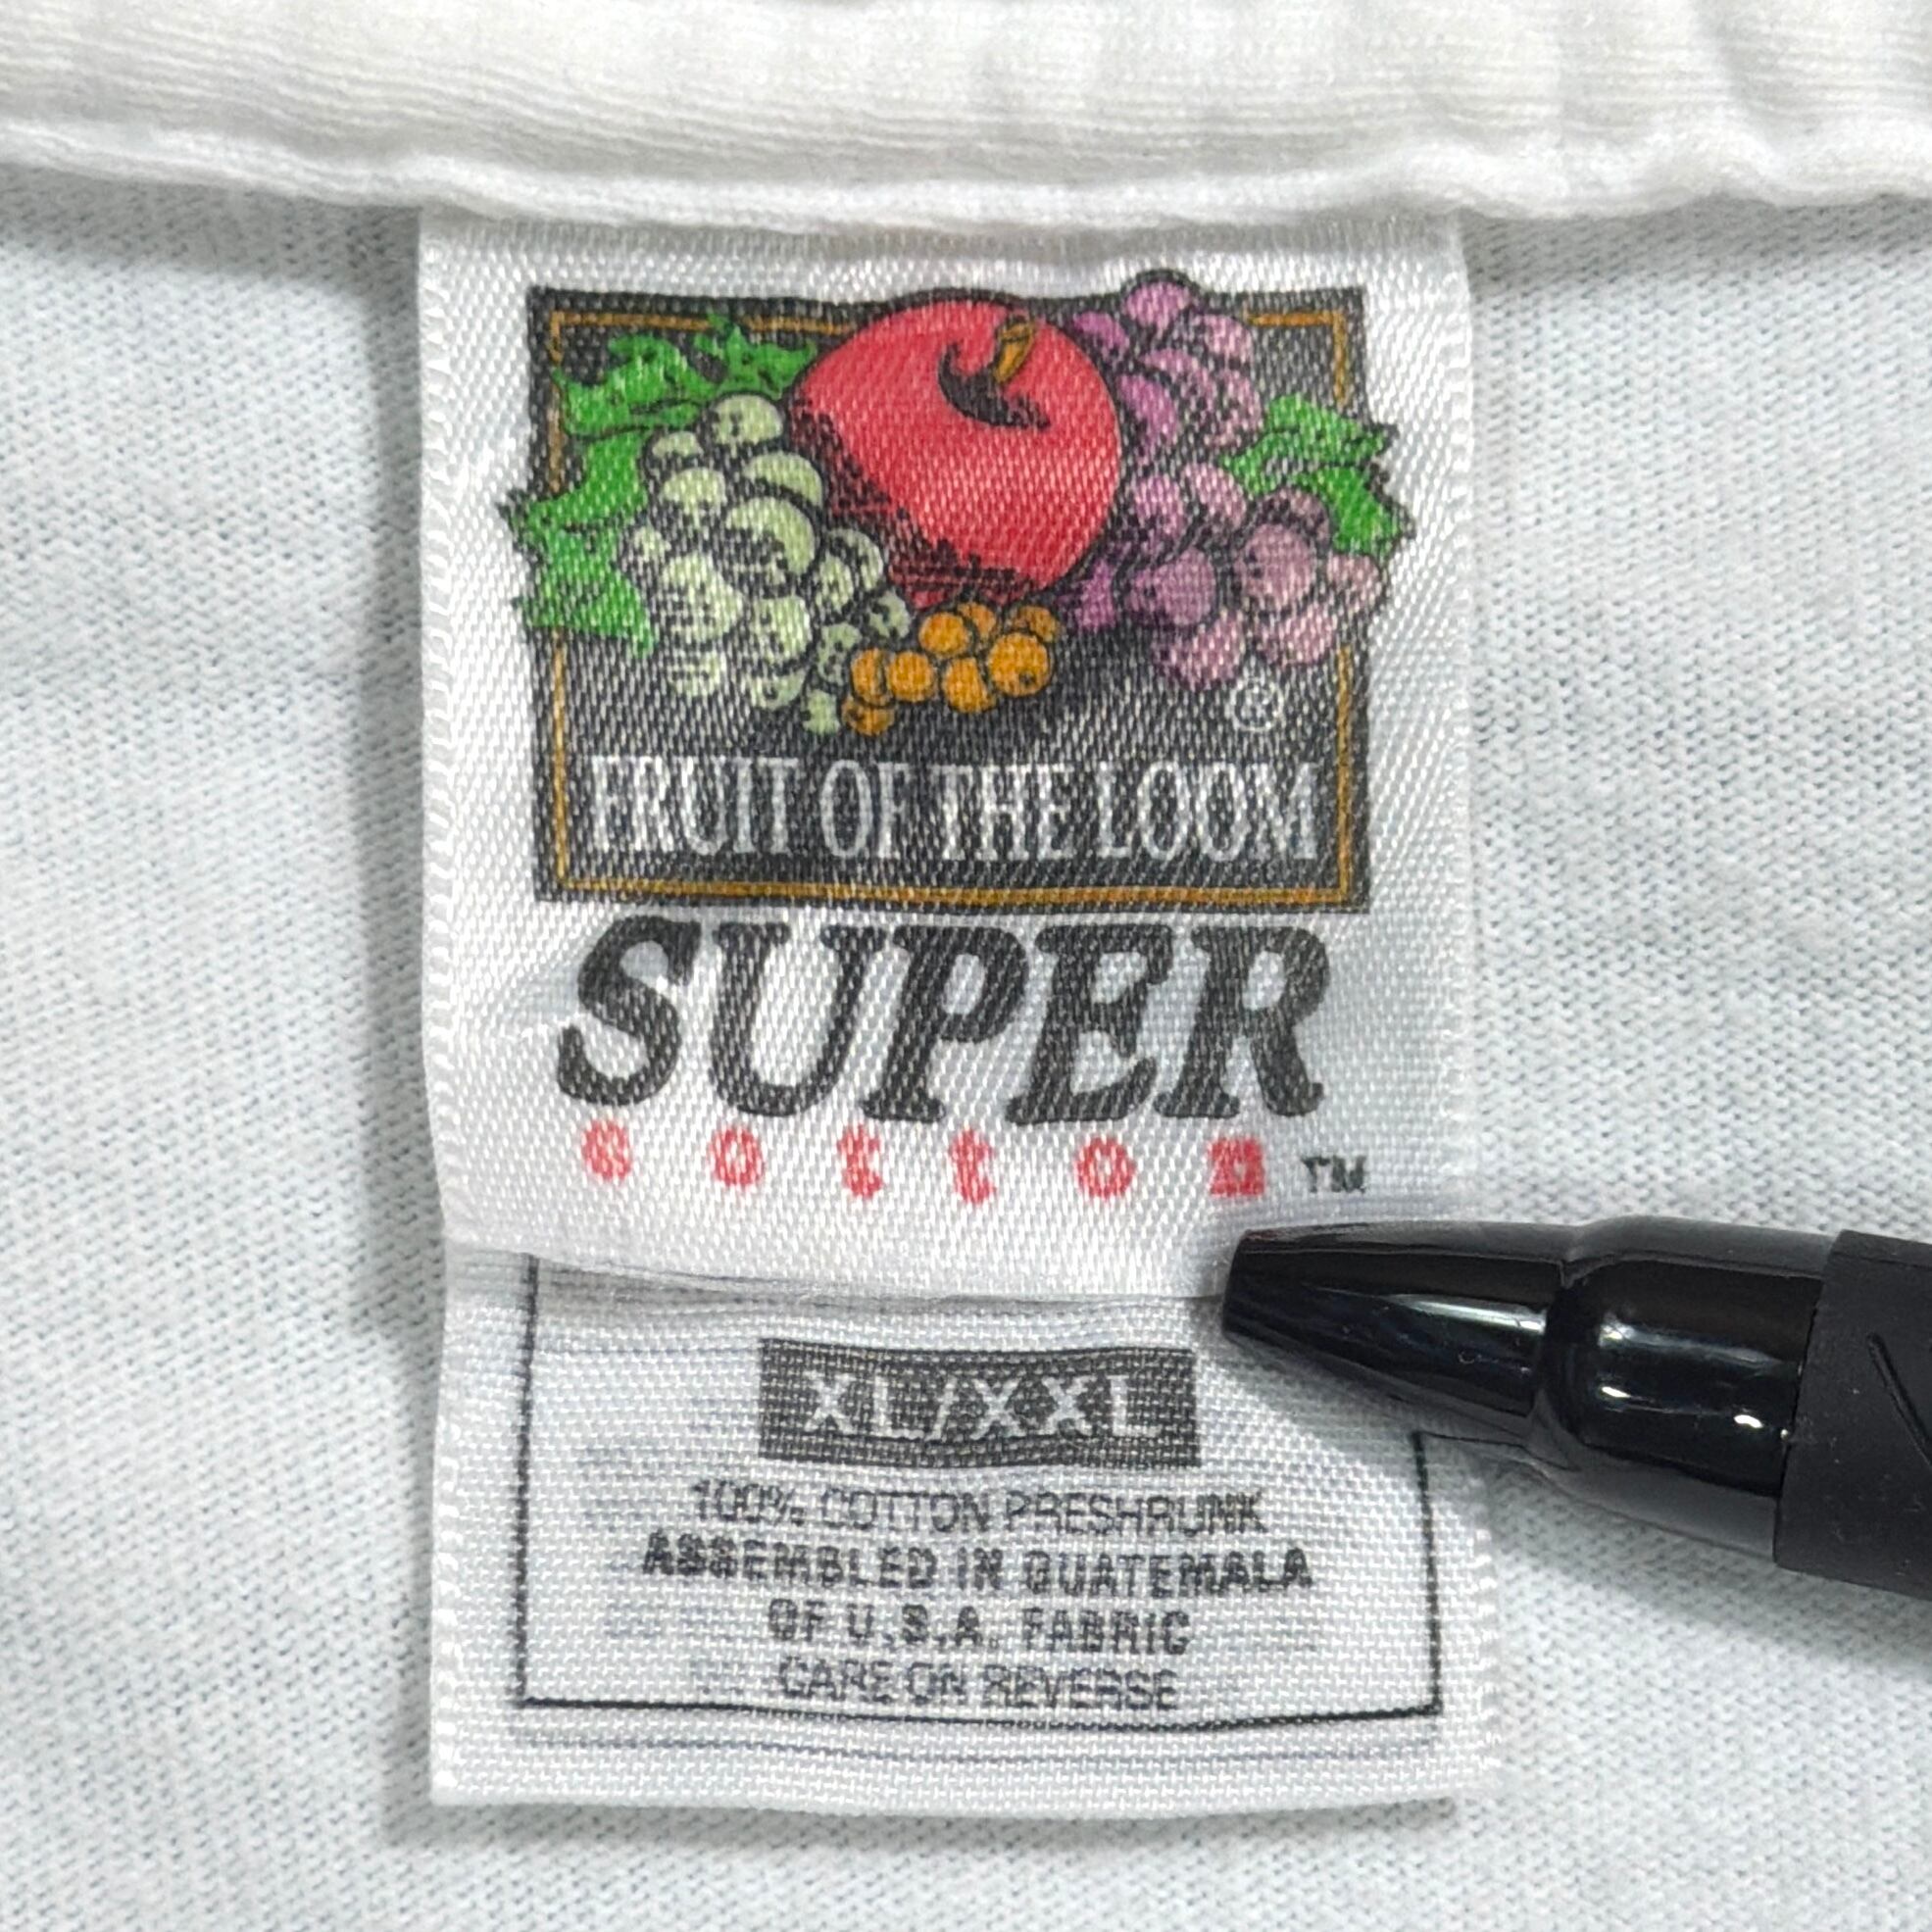 ®
FRUIT OF THE LOOM
SUPER
cotton ™
XL/XXL
100% COTTON PRESHRUNK
ASSEMBLED IN GUATEMALA
OF U.S.A. FABRIC
CARE ON REVERSE